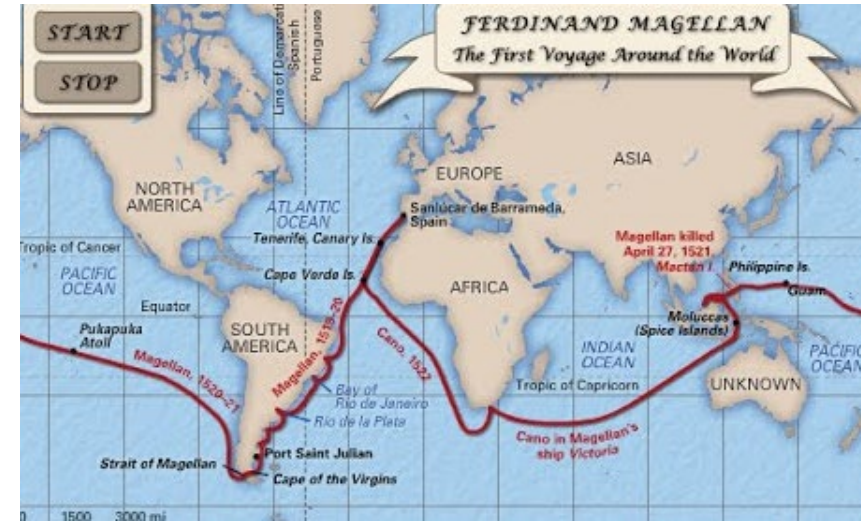 START
STOP
Line of Demarcat
Spanish
Portuguese
FERDINAND MAGELLAN
The First Voyage Around the World
NORTH
AMERICA
ATLANTIC
OCEAN
EUROPE
ASIA
Sanlúcar de Barrameda,
Spain
Tenerife, Canary Is.
Tropic of Cancer
PACIFIC
OCEAN
Cape Verde Is.
AFRICA
Magellan killed
April 27, 1521,
Mactan I.
Philippine Is.
Guam
Equator
Pukapuka
Atoll
SOUTH
AMERICA
Magellan, 1519–20
Cano, 1522
Moluccas
(Spice Islands)
INDIAN
OCEAN
PACIFIC
OCEAN
Magellan, 1520–21
Bay of
Rio de Janeiro
Río de la Plata
Tropic of Capricorn
UNKNOWN
Cano in Magellan's
ship Victoria
Port Saint Julian
Strait of Magellan
Cape of the Virgins
0 1500 3000 mi